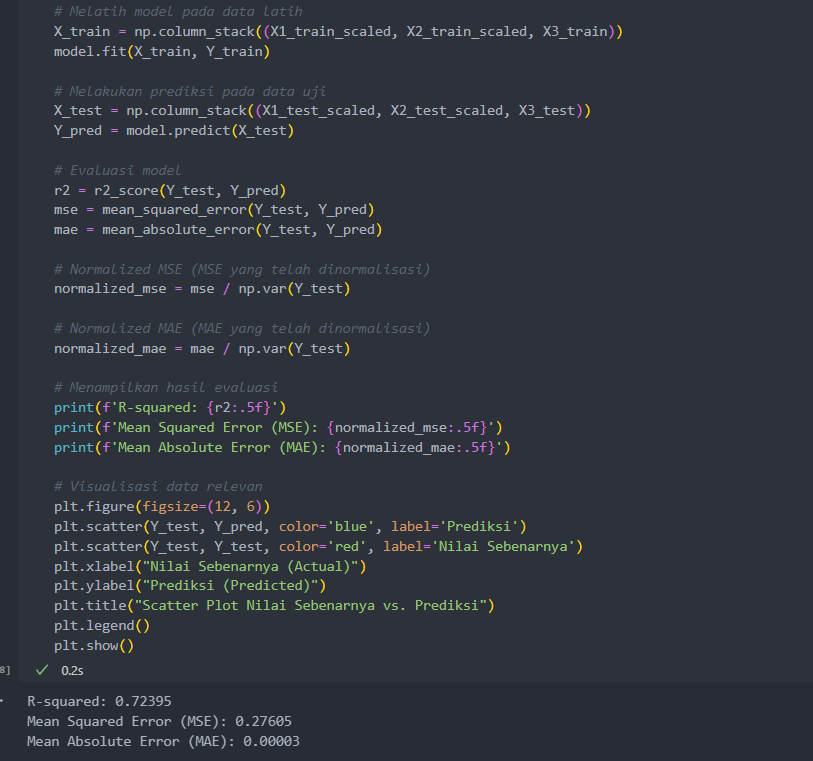 # Melatih model pada data latih
X_train = np.column_stack((X1_train_scaled, X2_train_scaled, X3_train))
model.fit(X_train, Y_train)
# Melakukan prediksi pada data uji
X_test = np.column_stack((X1_test_scaled, X2_test_scaled, X3_test))
Y_pred = model.predict(X_test)
# Evaluasi model
r2 = r2_score(Y_test, Y_pred)
mse = mean_squared_error(Y_test, Y_pred)
mae = mean_absolute_error(Y_test, Y_pred)
# Normalized MSE (MSE yang telah dinormalisasi)
normalized_mse = mse / np.var(Y_test)
# Normalized MAE (MAE yang telah dinormalisasi)
normalized_mae = mae / np.var(Y_test)
# Menampilkan hasil evaluasi
print(f'R-squared: {r2:.5f}')
print(f'Mean Squared Error (MSE): {normalized_mse:.5f}')
print(f'Mean Absolute Error (MAE): {normalized_mae:.5f}')
# Visualisasi data relevan
plt.figure(figsize=(12, 6))
plt.scatter(Y_test, Y_pred, color='blue', label='Prediksi')
plt.scatter(Y_test, Y_test, color='red', label='Nilai Sebenarnya')
plt.xlabel("Nilai Sebenarnya (Actual)")
plt.ylabel("Prediksi (Predicted)")
plt.title("Scatter Plot Nilai Sebenarnya vs. Prediksi")
plt.legend()
plt.show()
8] ✓ 0.2s
R-squared: 0.72395
Mean Squared Error (MSE): 0.27605
Mean Absolute Error (MAE): 0.00003